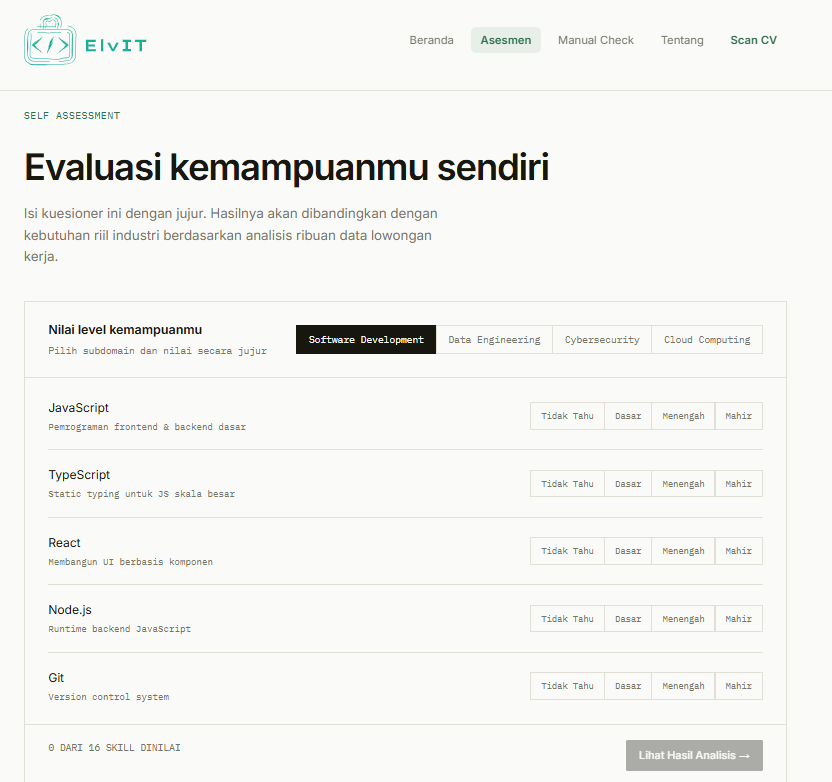 </> ElvIT
Beranda Asesmen Manual Check Tentang Scan CV
SELF ASSESSMENT
Evaluasi kemampuanmu sendiri
Isi kuesioner ini dengan jujur. Hasilnya akan dibandingkan dengan
kebutuhan riil industri berdasarkan analisis ribuan data lowongan
kerja.
Nilai level kemampuanmu
Pilih subdomain dan nilai secara jujur
Software Development Data Engineering Cybersecurity Cloud Computing
JavaScript
Pemrograman frontend & backend dasar
Tidak Tahu Dasar Menengah Mahir
TypeScript
Static typing untuk JS skala besar
Tidak Tahu Dasar Menengah Mahir
React
Membangun UI berbasis komponen
Tidak Tahu Dasar Menengah Mahir
Node.js
Runtime backend JavaScript
Tidak Tahu Dasar Menengah Mahir
Git
Version control system
Tidak Tahu Dasar Menengah Mahir
0 DARI 16 SKILL DINILAI
Lihat Hasil Analisis →